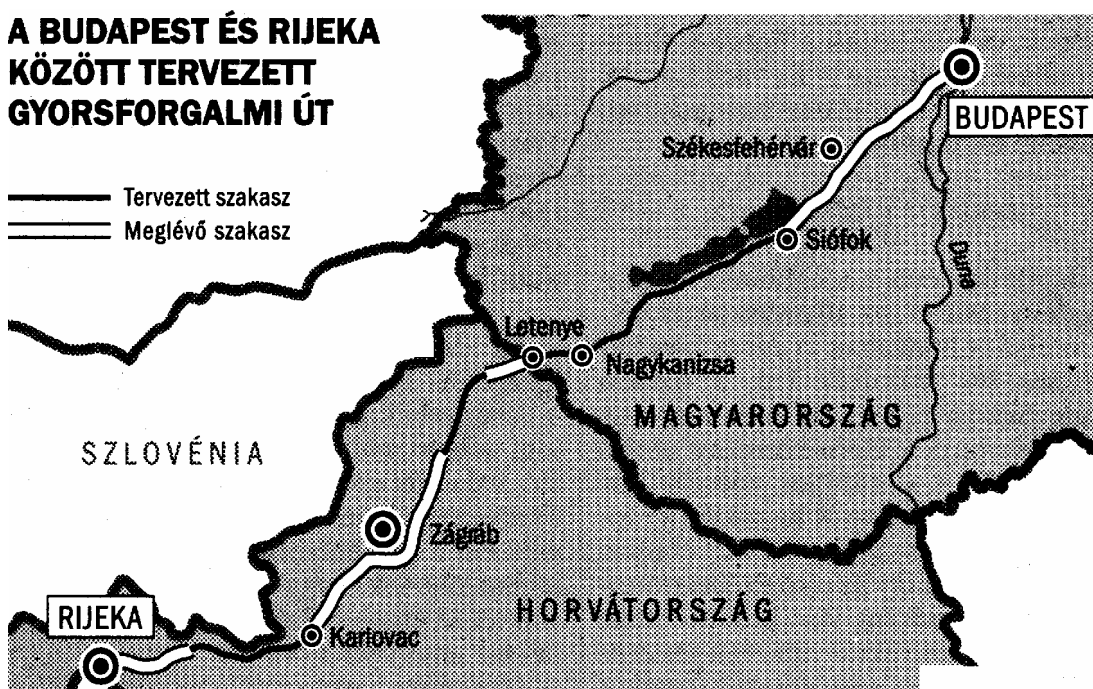 A BUDAPEST ÉS RIJEKA
KÖZÖTT TERVEZETT
GYORSFORGALMI ÚT
Tervezett szakasz
Meglévő szakasz
BUDAPEST
Székesfehérvár
Siófok
Duna
Letenye
Nagykanizsa
MAGYARORSZÁG
SZLOVÉNIA
Zágráb
HORVÁTORSZÁG
RIJEKA
Karlovac